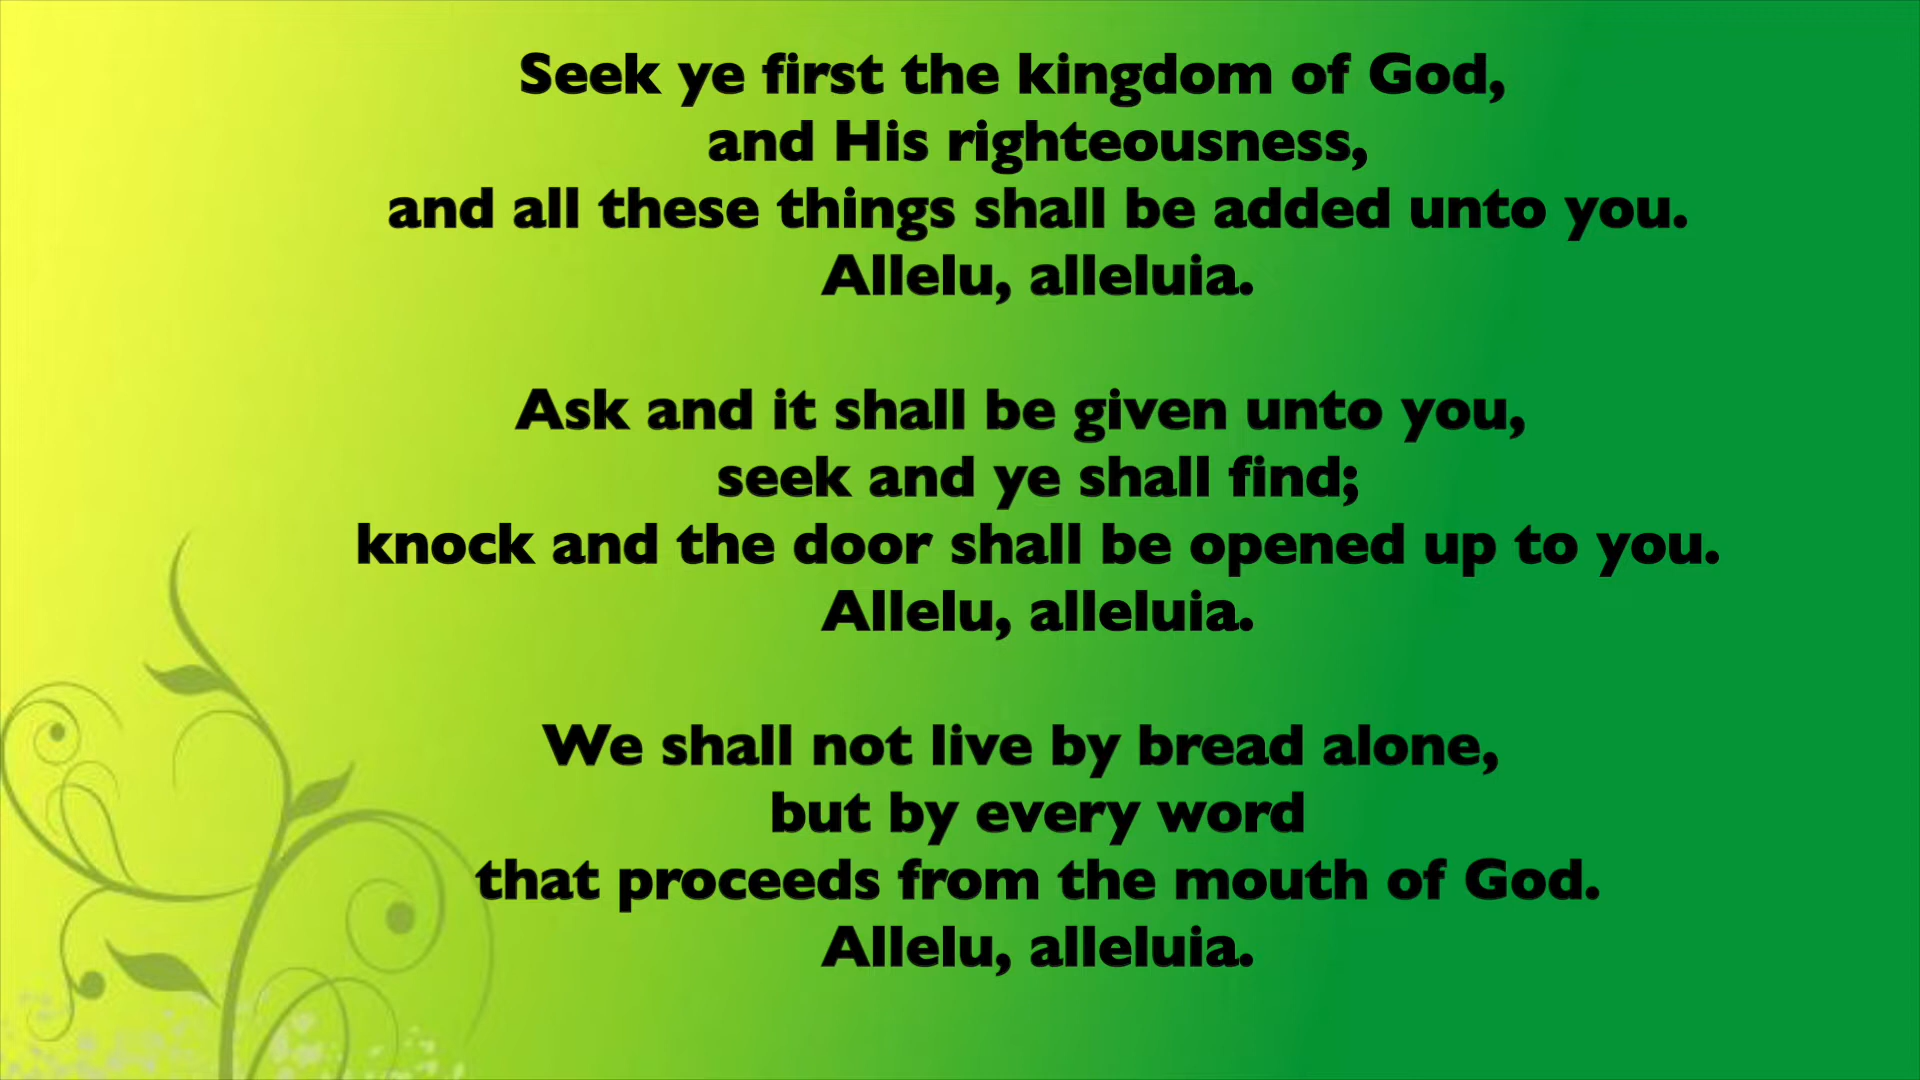 Seek ye first the kingdom of God,
and His righteousness,
and all these things shall be added unto you.
Allelu, alleluia.
Ask and it shall be given unto you,
seek and ye shall find;
knock and the door shall be opened up to you.
Allelu, alleluia.
We shall not live by bread alone,
but by every word
that proceeds from the mouth of God.
Allelu, alleluia.